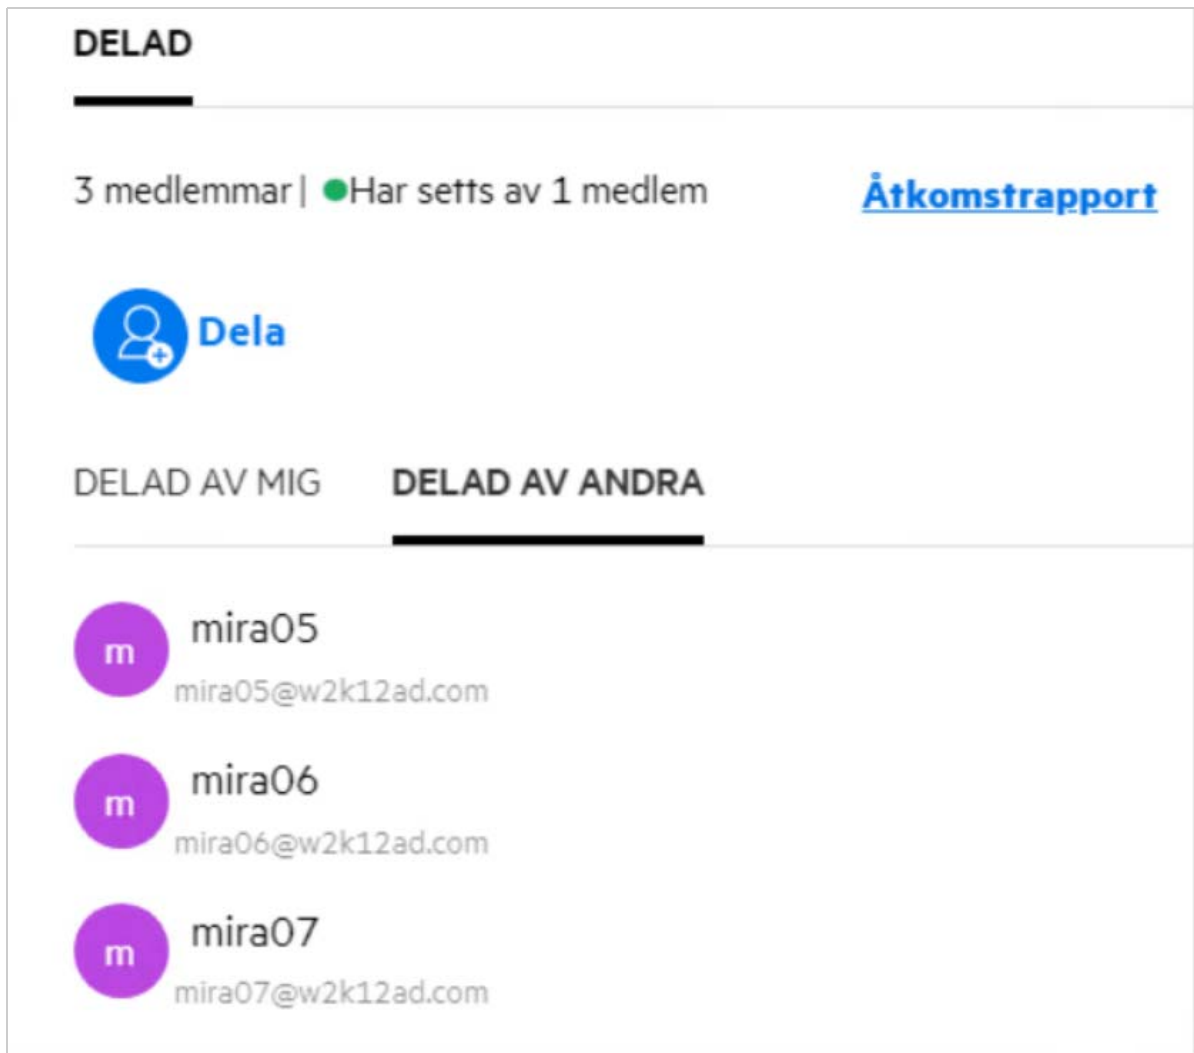 DELAD
3 medlemmar| Har setts av 1 medlem Åtkomstrapport
Dela
DELAD AV MIG DELAD AV ANDRA
m mira05
mira05@w2k12ad.com
m mira06
mira06@w2k12ad.com
m mira07
mira07@w2k12ad.com